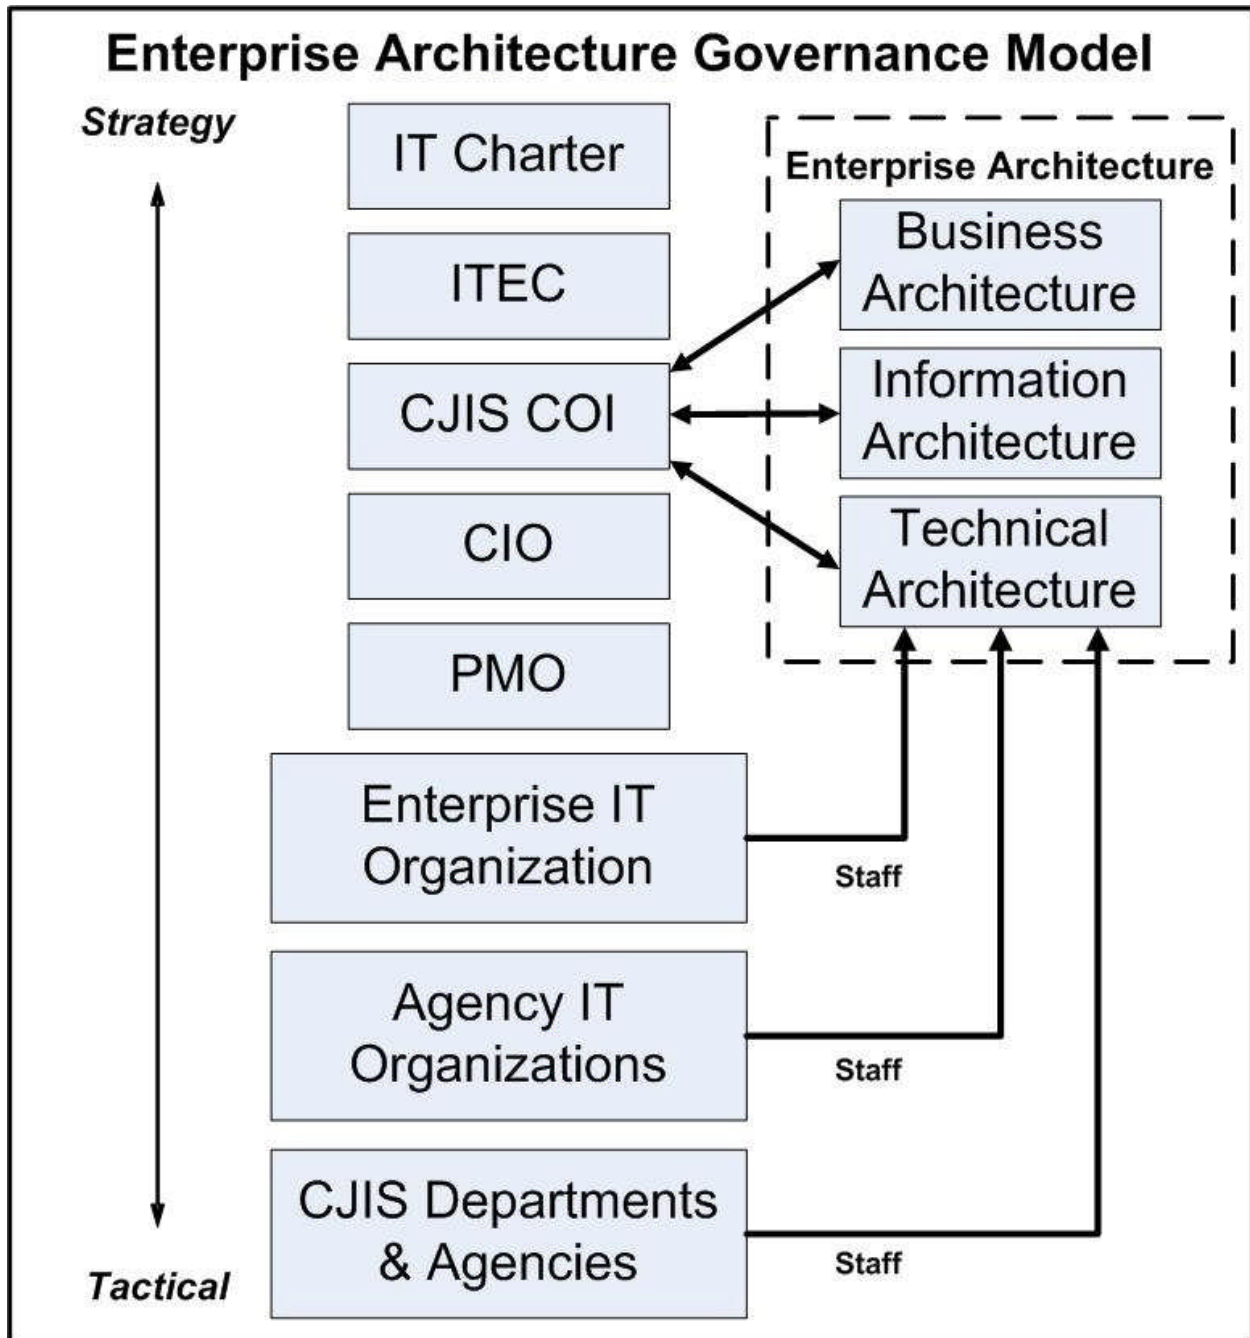 Enterprise Architecture Governance Model
Strategy
IT Charter
ITEC
CJIS COI
CIO
PMO
Enterprise IT
Organization
Agency IT
Organizations
CJIS Departments
& Agencies
Tactical
Enterprise Architecture
Business
Architecture
Information
Architecture
Technical
Architecture
Staff
Staff
Staff